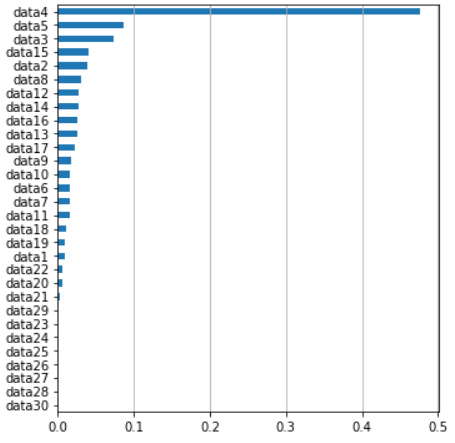 data4
data5
data3
data15
data2
data8
data12
data14
data16
data13
data17
data9
data10
data6
data7
data11
data18
data19
data1
data22
data20
data21
data29
data23
data24
data25
data26
data27
data28
data30
0.0 0.1 0.2 0.3 0.4 0.5